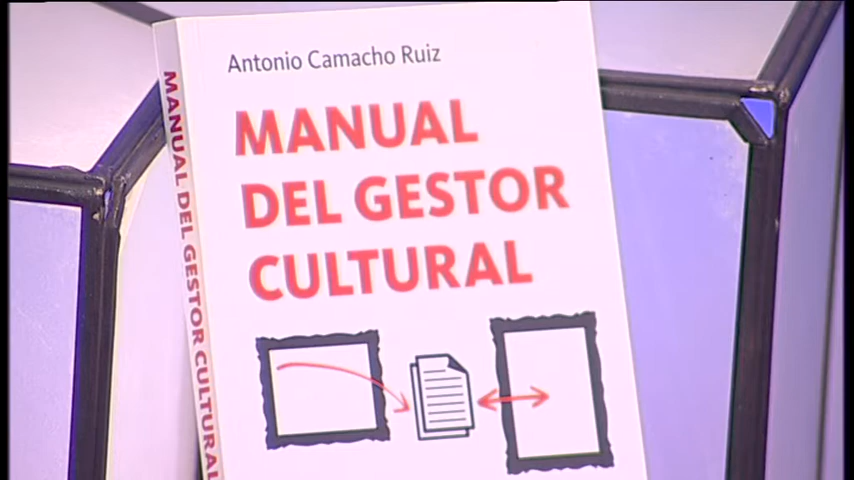 Antonio Camacho Ruiz
MANUAL
DEL GESTOR
CULTURAL
MANUAL DEL GESTOR CULTURAL